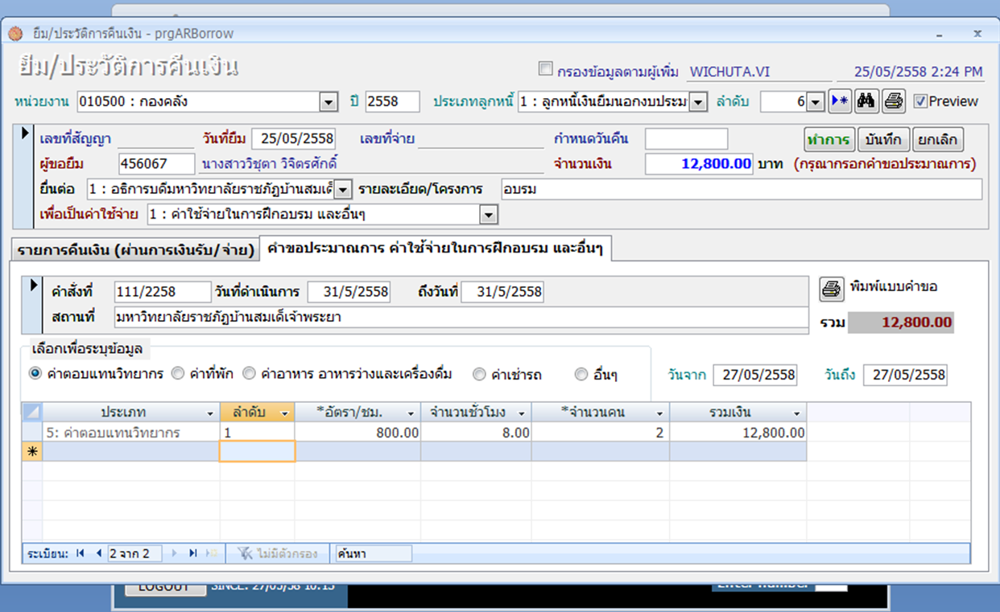 ยืม/ประวัติการคืนเงิน - prgARBorrow
ยืม/ประวัติการคืนเงิน
กรองข้อมูลตามผู้เพิ่ม WICHUTA.VI 25/05/2558 2:24 PM
หน่วยงาน 010500 : กองคลัง ปี 2558 ประเภทลูกหนี้ 1 : ลูกหนี้เงินยืมนอกงบประม ลำดับ 6 Preview
เลขที่สัญญา วันที่ยืม 25/05/2558 เลขที่จ่าย กำหนดวันคืน ทำการ บันทึก ยกเลิก
ผู้ขอยืม 456067 นางสาววิชุตา วิจิตรศักดิ์ จำนวนเงิน 12,800.00 บาท (กรุณากรอกคำขอประมาณการ)
ยื่นต่อ 1 : อธิการบดีมหาวิทยาลัยราชภัฏบ้านสมเด็ รายละเอียด/โครงการ อบรม
เพื่อเป็นค่าใช้จ่าย 1 : ค่าใช้จ่ายในการฝึกอบรม และอื่นๆ
รายการคืนเงิน (ผ่านการเงินรับ/จ่าย) คำขอประมาณการ ค่าใช้จ่ายในการฝึกอบรม และอื่นๆ
คำสั่งที่ 111/2258 วันที่ดำเนินการ 31/5/2558 ถึงวันที่ 31/5/2558 พิมพ์แบบคำขอ
สถานที่ มหาวิทยาลัยราชภัฏบ้านสมเด็จเจ้าพระยา รวม 12,800.00
เลือกเพื่อระบุข้อมูล
ค่าตอบแทนวิทยากร ค่าที่พัก ค่าอาหาร อาหารว่างและเครื่องดื่ม ค่าเช่ารถ อื่นๆ วันจาก 27/05/2558 วันถึง 27/05/2558
ประเภท ลำดับ *อัตรา/ชม. จำนวนชั่วโมง *จำนวนคน รวมเงิน
5: ค่าตอบแทนวิทยากร 1 800.00 8.00 2 12,800.00
ระเบียน: 2 จาก 2 ไม่มีตัวกรอง ค้นหา
LOGOUT SINCE: 27/05/58 10:15 Enter number